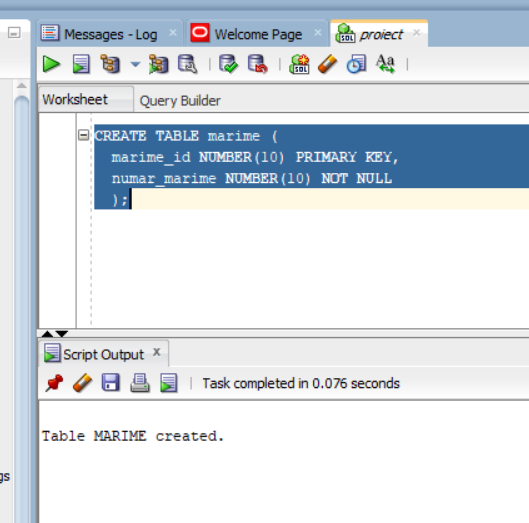 Messages - Log
Welcome Page
proiect
Worksheet
Query Builder
CREATE TABLE marime (
marime_id NUMBER(10) PRIMARY KEY,
numar_marime NUMBER(10) NOT NULL
);
Script Output
Task completed in 0.076 seconds
Table MARIME created.
gs